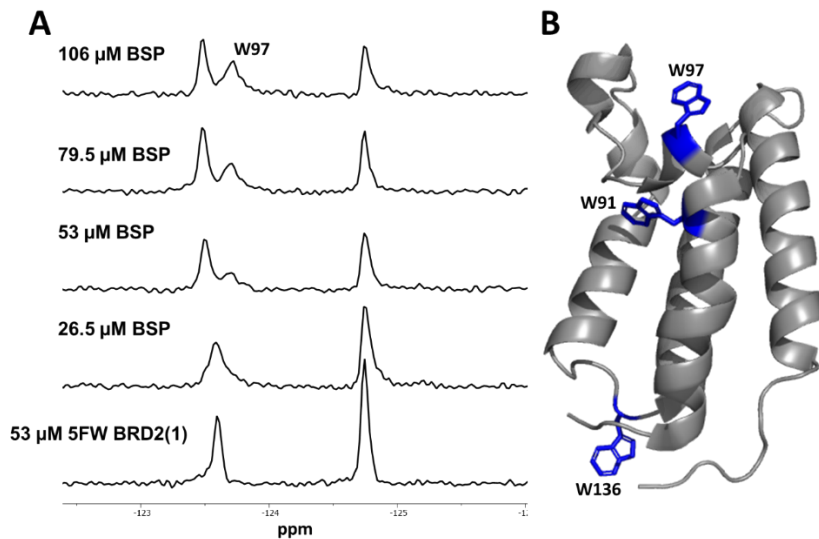 A
B
106 µM BSP
W97
79.5 µM BSP
53 µM BSP
26.5 µM BSP
53 µM 5FW BRD2(1)
-123
-124
-125
ppm
W97
W91
W136